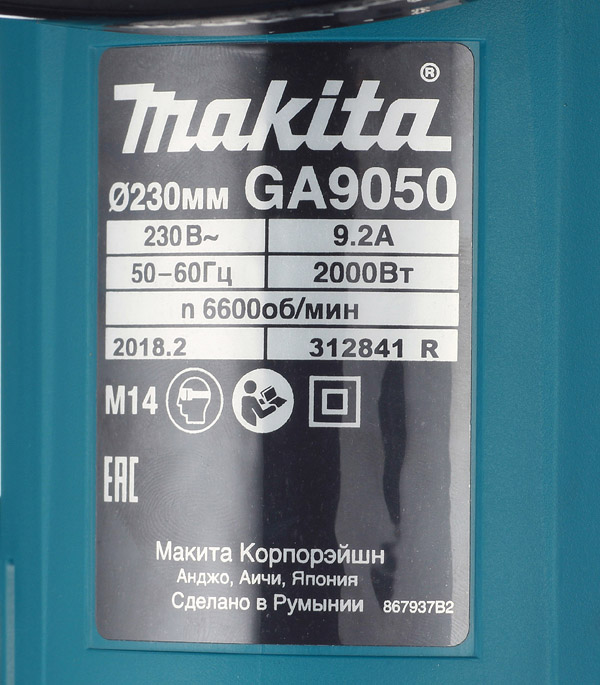 makita®
Ø230мм GA9050
230В~ 9.2А
50–60Гц 2000Вт
n 6600об/мин
2018.2 312841 R
M14
EAC
Макита Корпорэйшн
Анджо, Аичи, Япония
Сделано в Румынии 867937B2